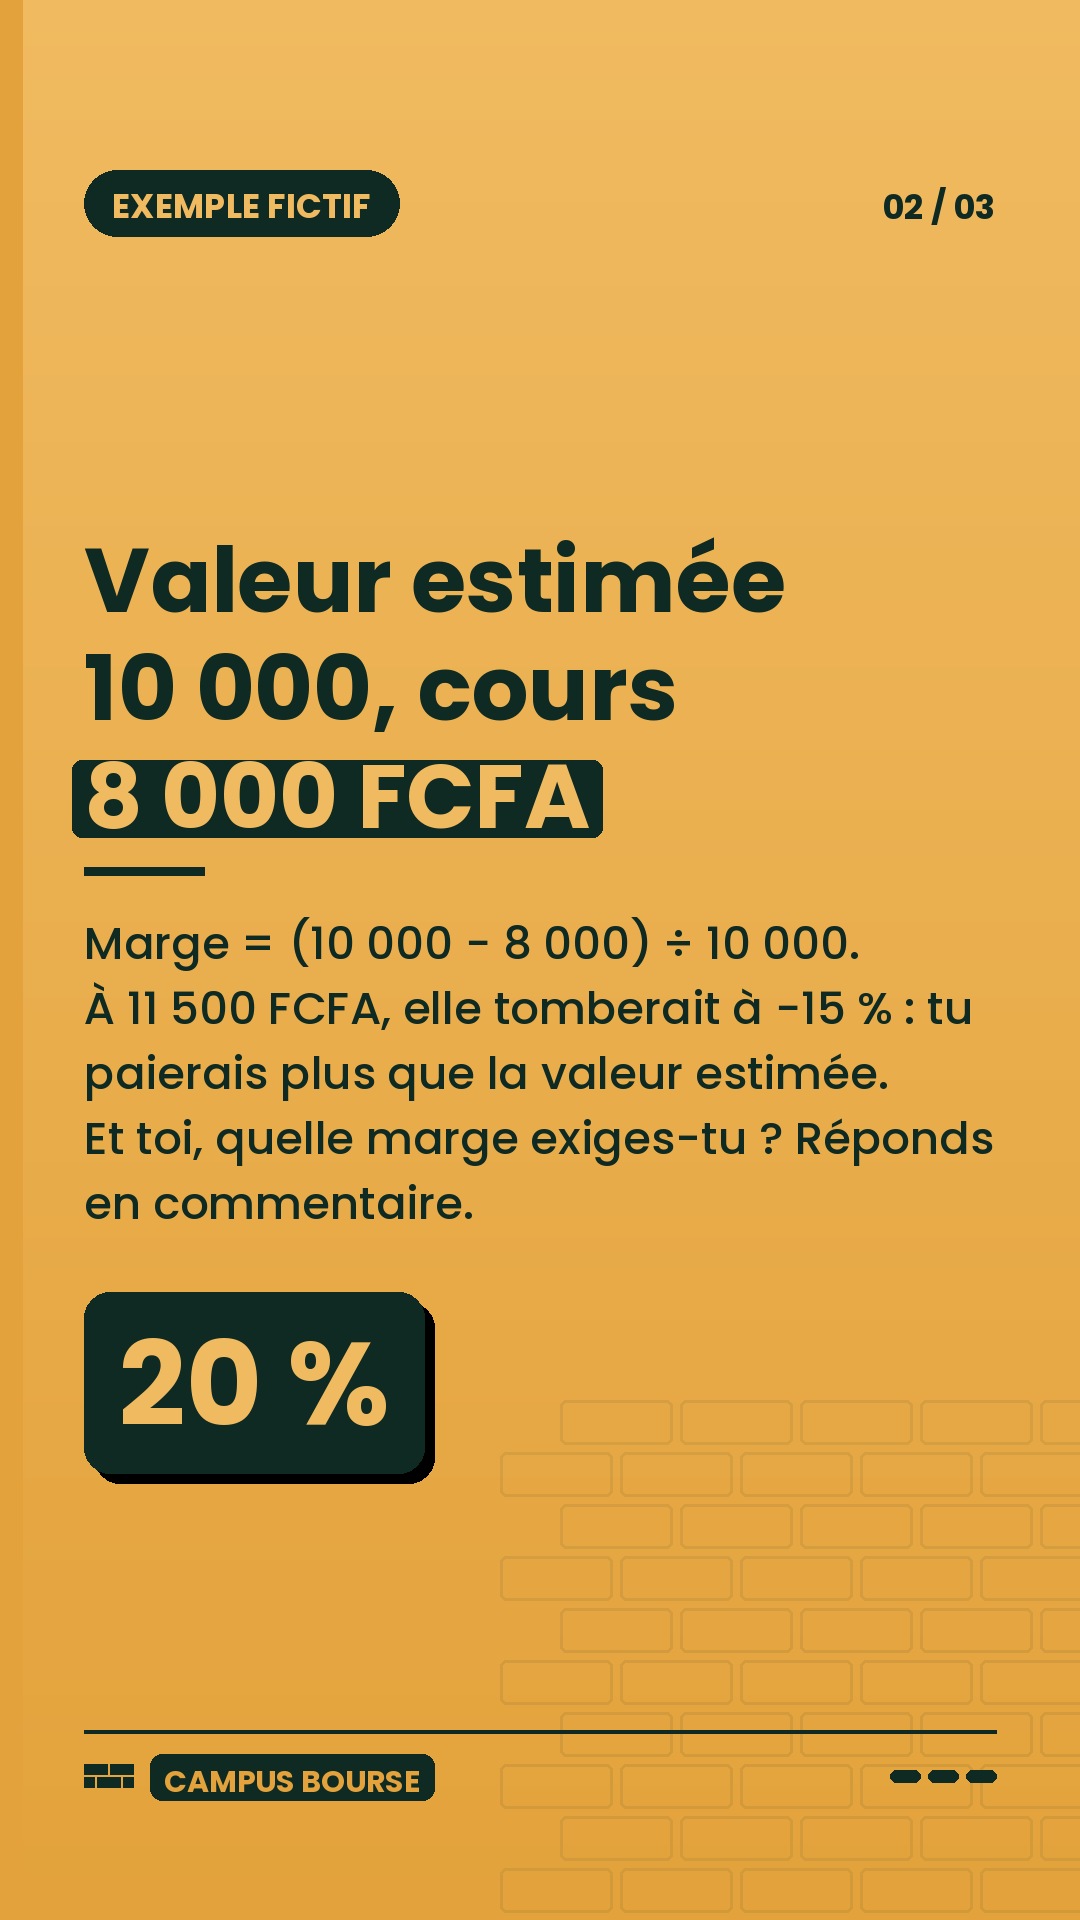 EXEMPLE FICTIF
02 / 03
Valeur estimée
10 000, cours
8 000 FCFA
Marge = (10 000 - 8 000) ÷ 10 000.
À 11 500 FCFA, elle tomberait à -15 % : tu
paierais plus que la valeur estimée.
Et toi, quelle marge exiges-tu ? Réponds
en commentaire.
20 %
CAMPUS BOURSE